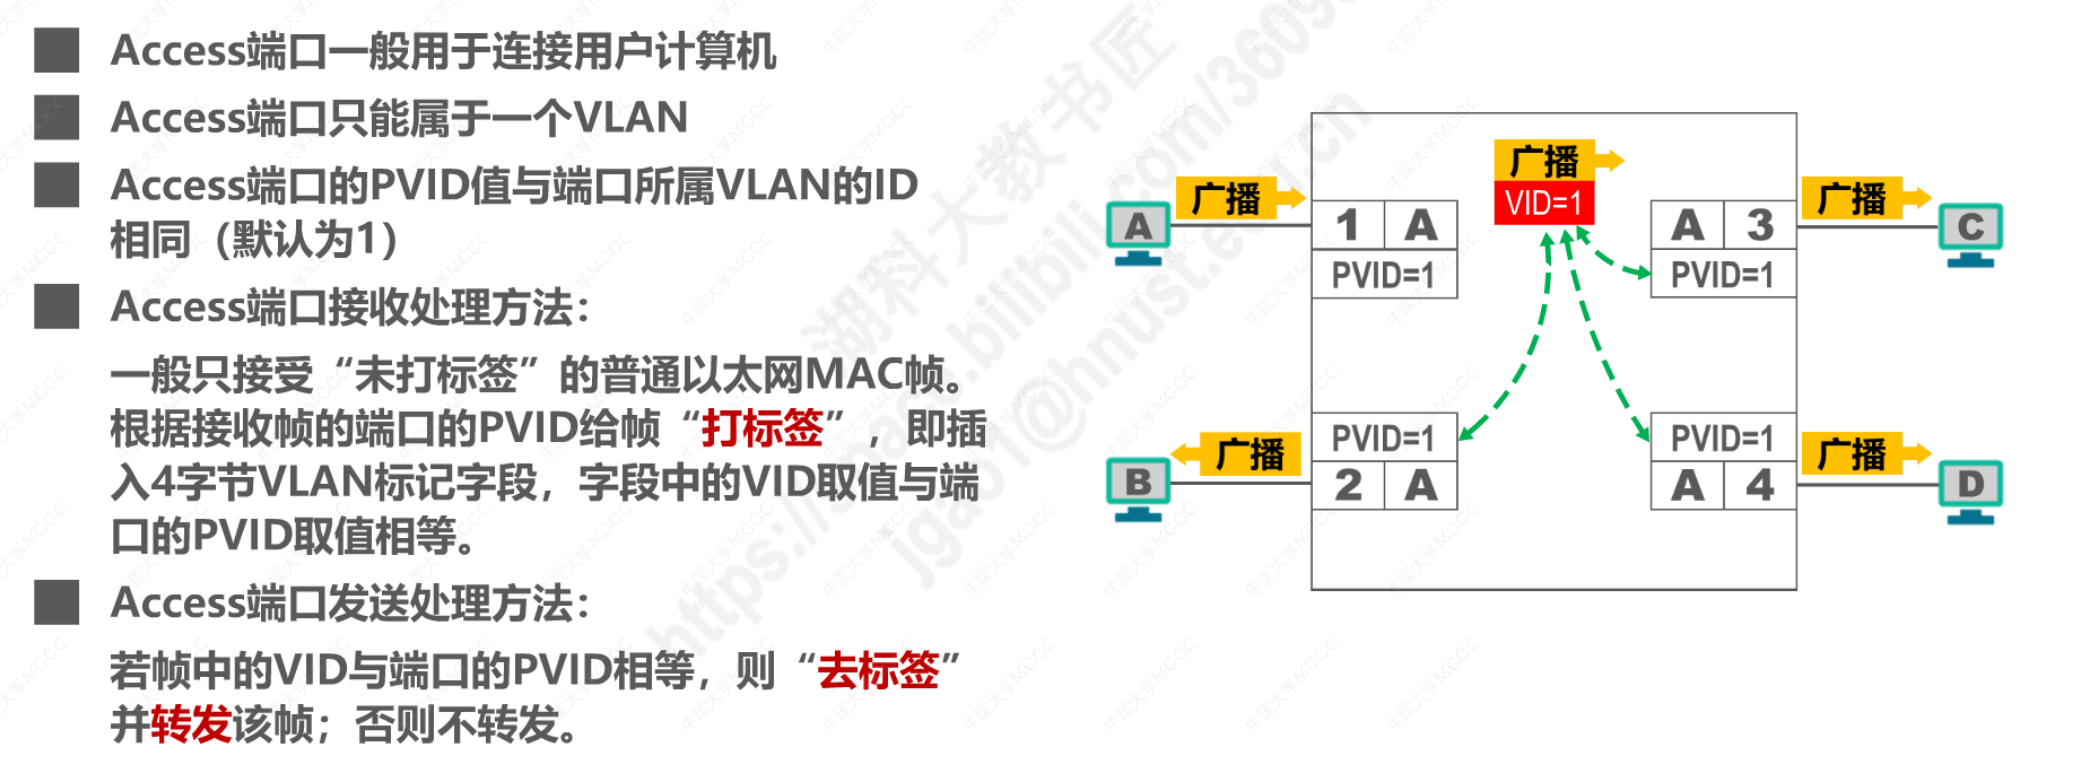 Access端口一般用于连接用户计算机
Access端口只能属于一个VLAN
Access端口的PVID值与端口所属VLAN的ID
相同（默认为1）
Access端口接收处理方法：
一般只接受“未打标签”的普通以太网MAC帧。
根据接收帧的端口的PVID给帧“打标签”，即插
入4字节VLAN标记字段，字段中的VID取值与端
口的PVID取值相等。
Access端口发送处理方法：
若帧中的VID与端口的PVID相等，则“去标签”
并转发该帧；否则不转发。
广播
VID=1
广播
广播
A
1 A
A 3
C
PVID=1
PVID=1
PVID=1
PVID=1
广播
广播
B
2 A
A 4
D
湖科大教书匠